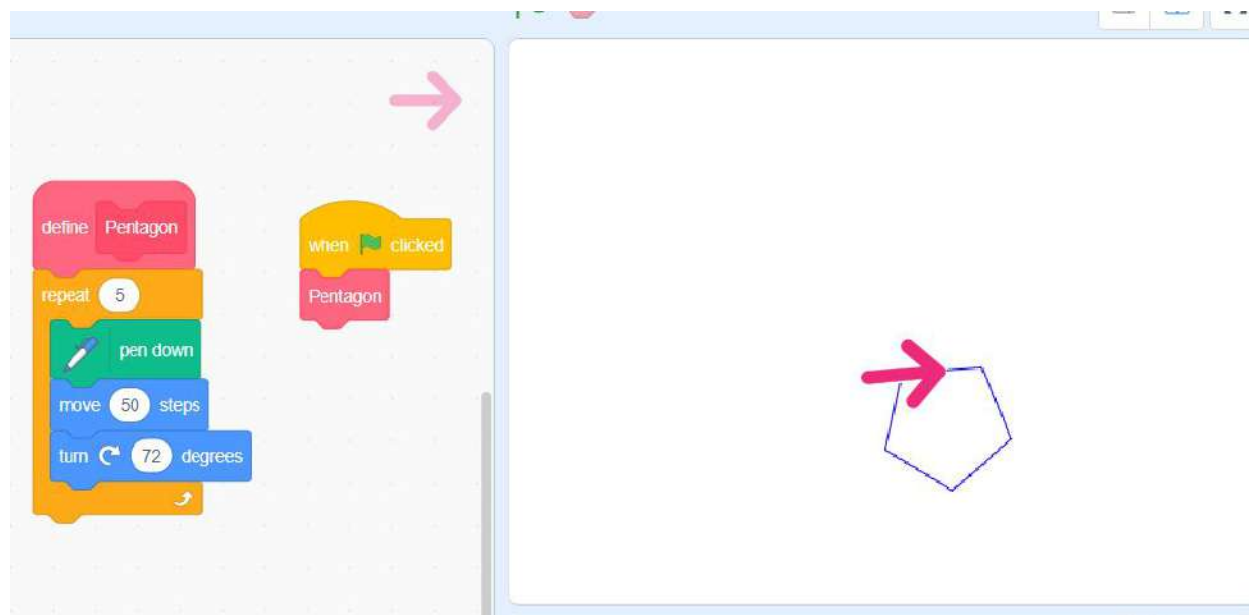 define Pentagon
repeat 5
pen down
move 50 steps
turn 72 degrees
when clicked
Pentagon